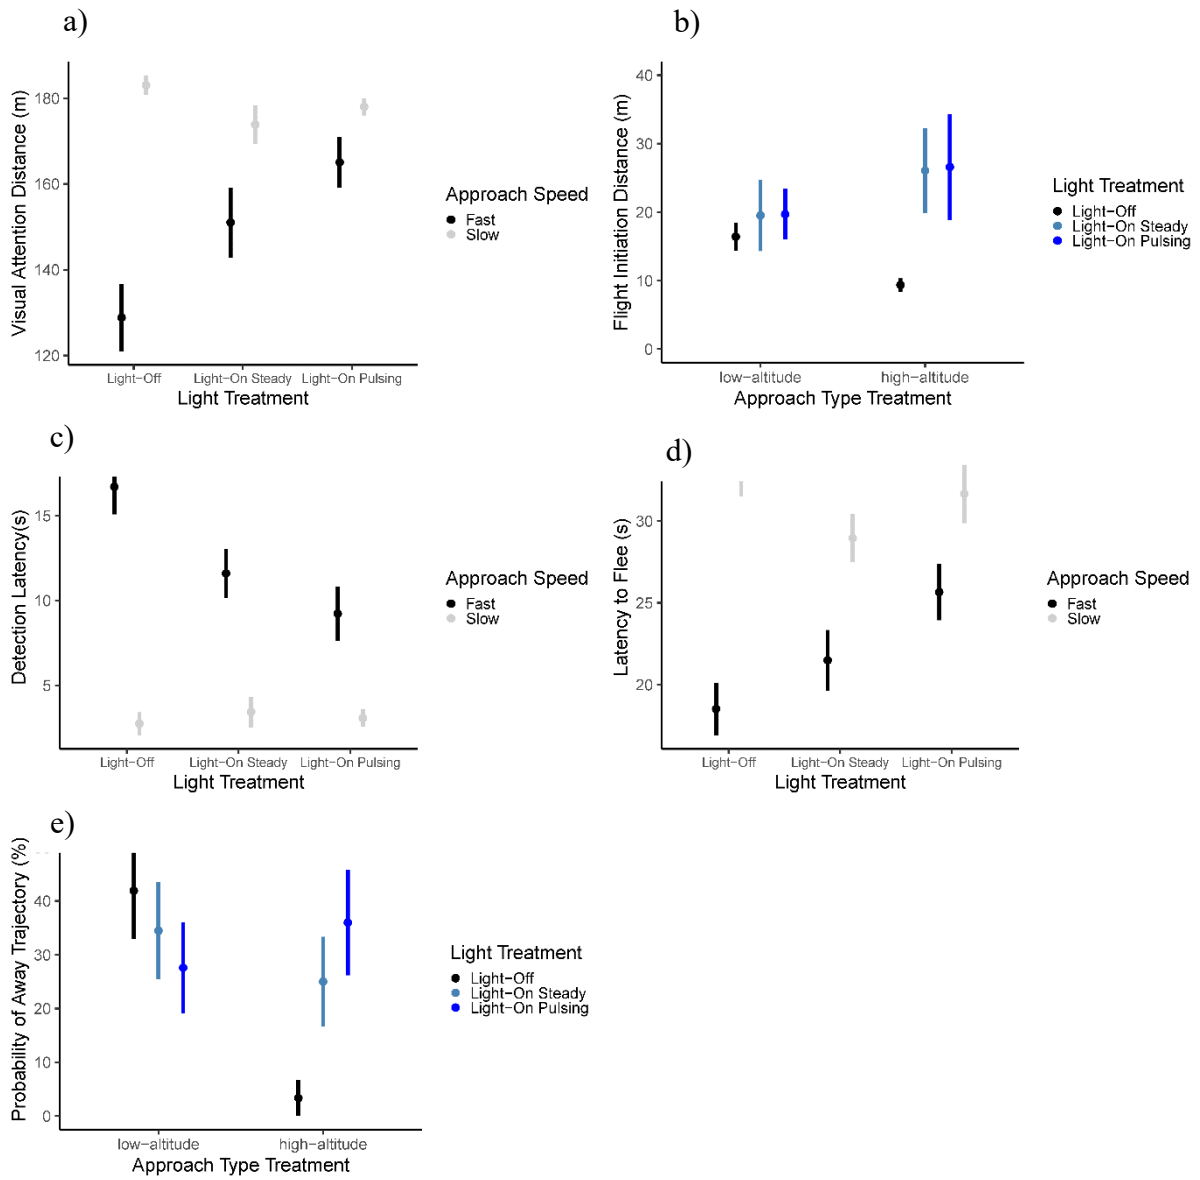 a)
Visual Attention Distance (m)
180
160
140
120
Light-Off Light-On Steady Light-On Pulsing
Light Treatment
Approach Speed
Fast
Slow
b)
Flight Initiation Distance (m)
40
30
20
10
0
low-altitude high-altitude
Approach Type Treatment
Light Treatment
Light-Off
Light-On Steady
Light-On Pulsing
c)
Detection Latency(s)
15
10
5
Light-Off Light-On Steady Light-On Pulsing
Light Treatment
Approach Speed
Fast
Slow
d)
Latency to Flee (s)
30
25
20
Light-Off Light-On Steady Light-On Pulsing
Light Treatment
Approach Speed
Fast
Slow
e)
Probability of Away Trajectory (%)
40
30
20
10
0
low-altitude high-altitude
Approach Type Treatment
Light Treatment
Light-Off
Light-On Steady
Light-On Pulsing